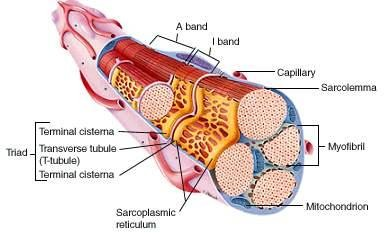 A band
I band
Capillary
Sarcolemma
Terminal cisterna
Triad
Transverse tubule
(T-tubule)
Terminal cisterna
Myofibril
Mitochondrion
Sarcoplasmic
reticulum